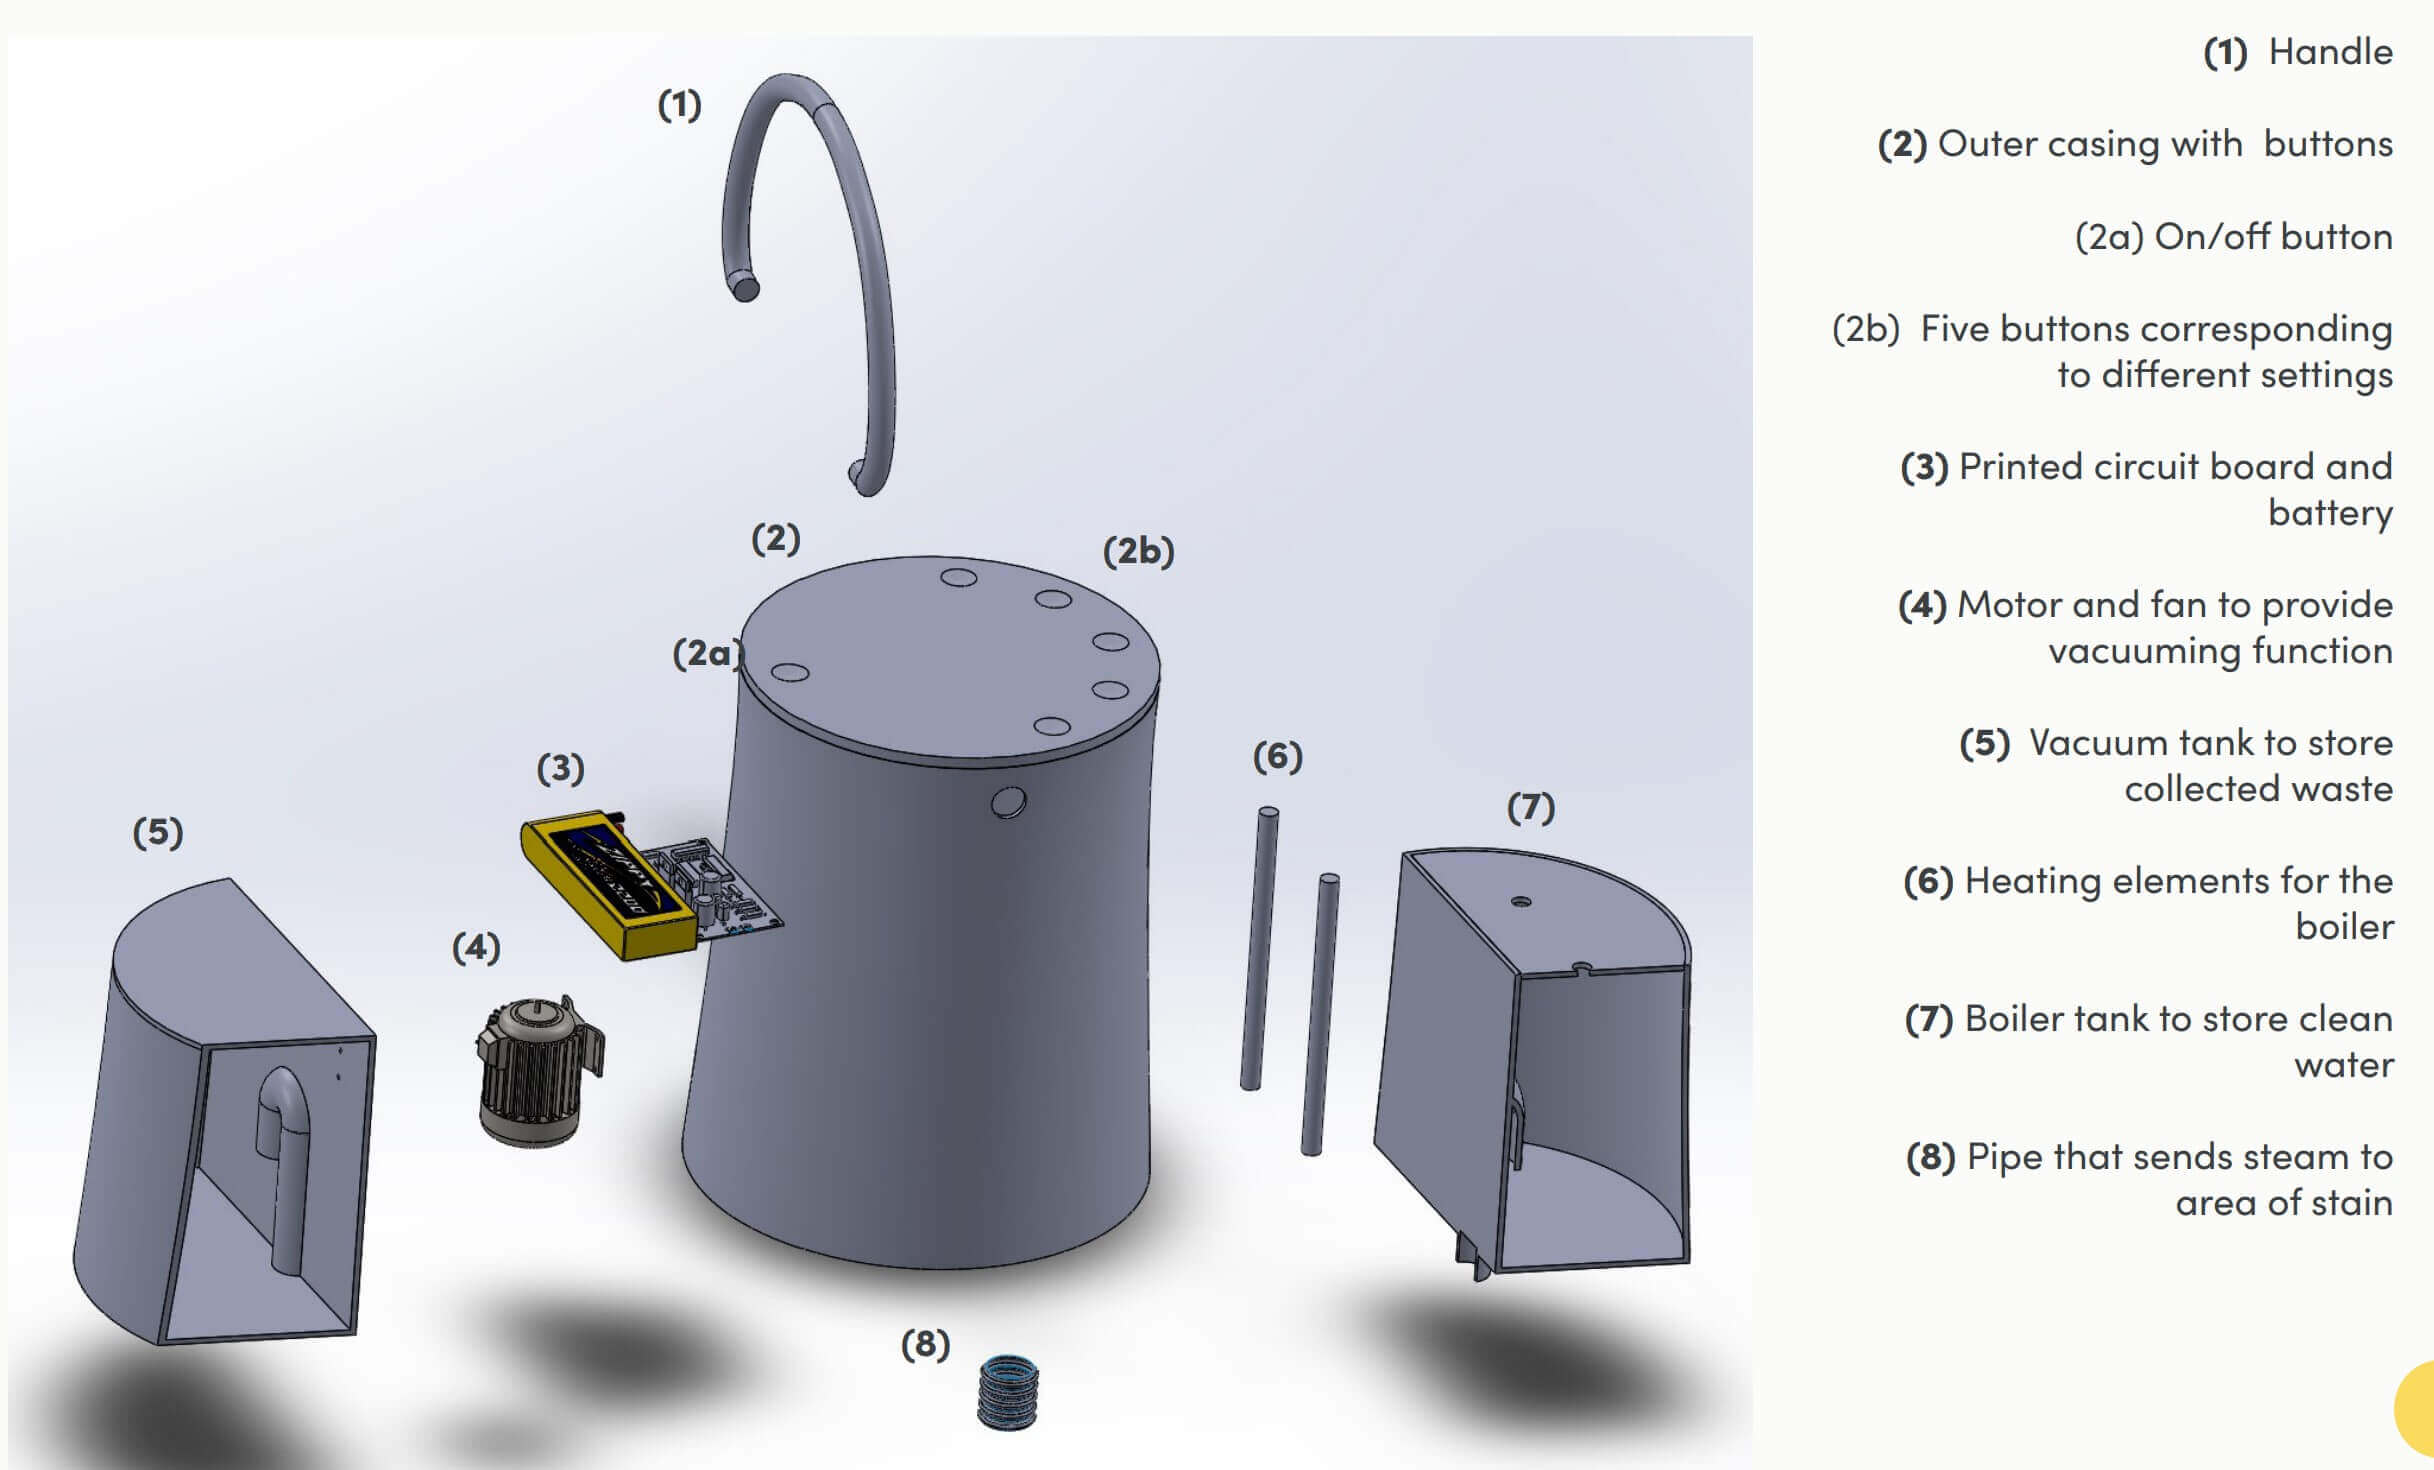 (1)
(1) Handle
(2) Outer casing with buttons
(2a) On/off button
(2b) Five buttons corresponding
to different settings
(3) Printed circuit board and
battery
(4) Motor and fan to provide
vacuuming function
(5) Vacuum tank to store
collected waste
(6) Heating elements for the
boiler
(7) Boiler tank to store clean
water
(8) Pipe that sends steam to
area of stain
(2)
(2b)
(2a)
(3)
(6)
(7)
(5)
(4)
(8)
ZIPPY